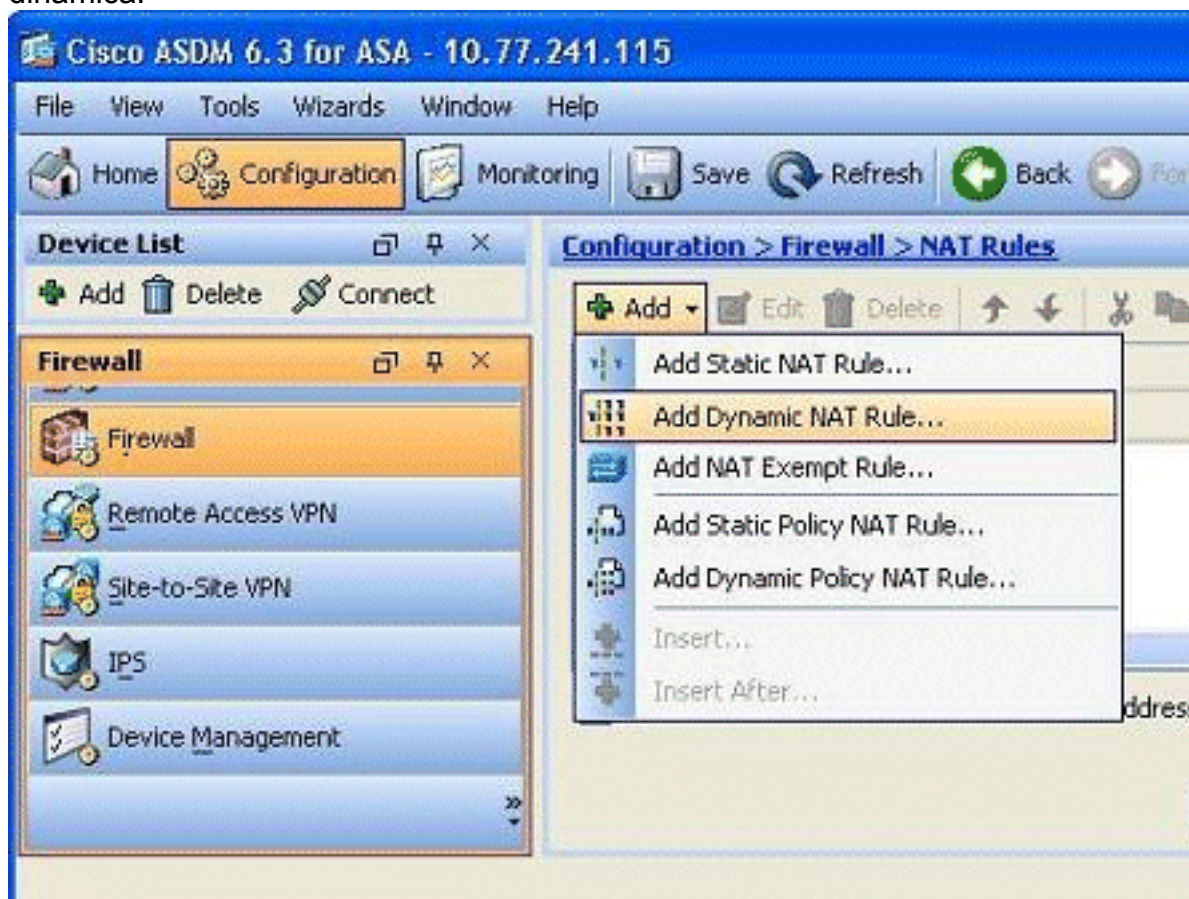 dinámica.
Cisco ASDM 6.3 for ASA - 10.77.241.115
File View Tools Wizards Window Help
Home Configuration Monitoring Save Refresh Back
Device List
Add Delete Connect
Configuration > Firewall > NAT Rules
Add Edit Delete
Firewall
Add Static NAT Rule...
Add Dynamic NAT Rule...
Add NAT Exempt Rule...
Add Static Policy NAT Rule...
Add Dynamic Policy NAT Rule...
Insert...
Insert After...
Firewall
Remote Access VPN
Site-to-Site VPN
IPS
Device Management